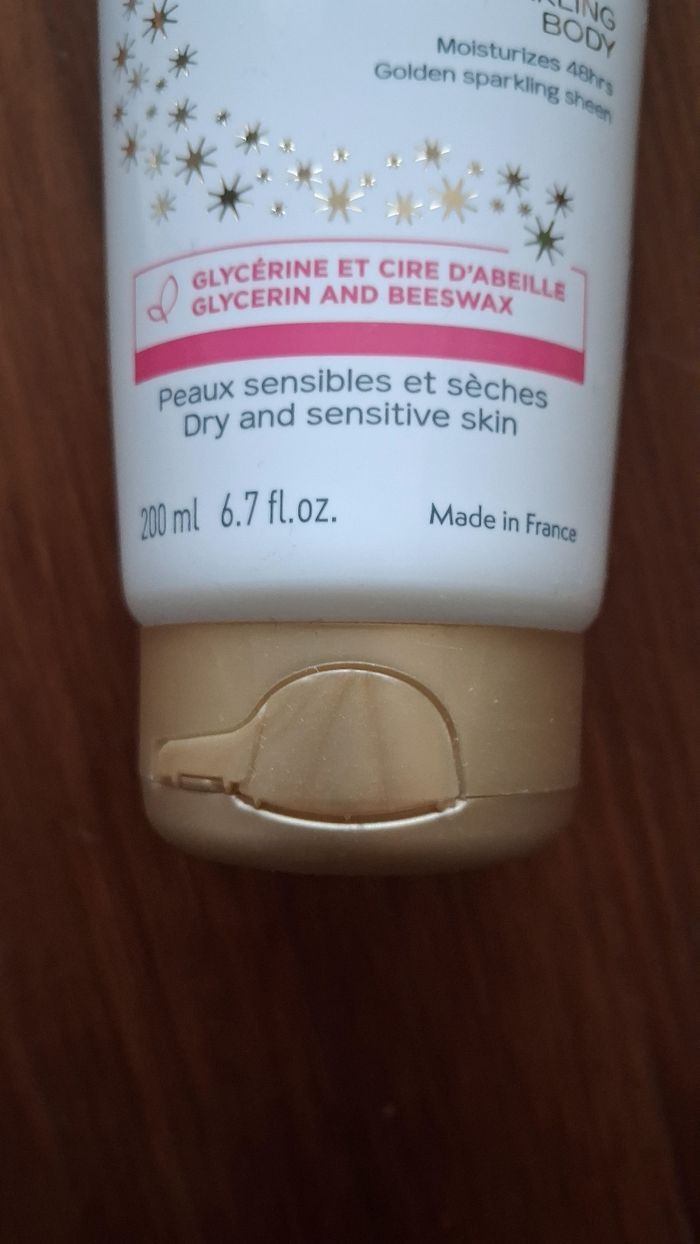 BODY
Moisturizes 48hrs
Golden sparkling sheen
GLYCÉRINE ET CIRE D'ABEILLE
GLYCERIN AND BEESWAX
Peaux sensibles et sèches
Dry and sensitive skin
200 ml 6.7 fl.oz.
Made in France